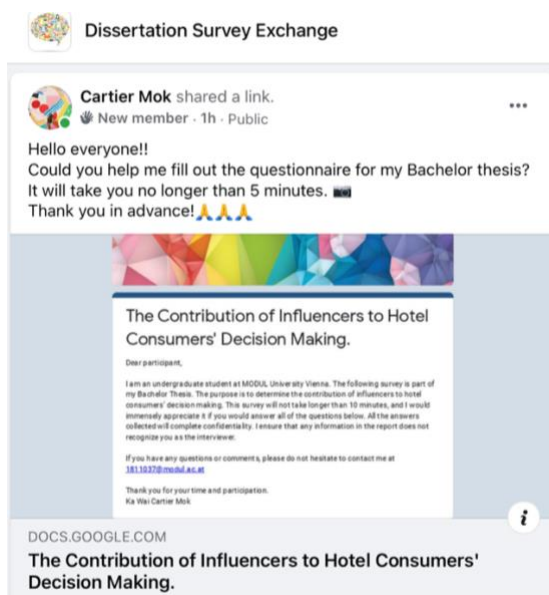 Dissertation Survey Exchange
Cartier Mok shared a link.
New member · 1h · Public
Hello everyone!!
Could you help me fill out the questionnaire for my Bachelor thesis?
It will take you no longer than 5 minutes. 📷
Thank you in advance!🙏🙏🙏
The Contribution of Influencers to Hotel
Consumers' Decision Making.
Dear participant,
I am an undergraduate student at MODUL University Vienna. The following survey is part of
my Bachelor Thesis. The purpose is to determine the contribution of influencers to hotel
consumers' decision making. This survey will not take longer than 10 minutes, and I would
immensely appreciate it if you would answer all of the questions below. All the answers
collected will complete confidentiality. I ensure that any information in the report does not
recognize you as the interviewee.
If you have any questions or comments, please do not hesitate to contact me at
1811037@modul.ac.at
Thank you for your time and participation.
Ka Wai Cartier Mok
DOCS.GOOGLE.COM
The Contribution of Influencers to Hotel Consumers'
Decision Making.